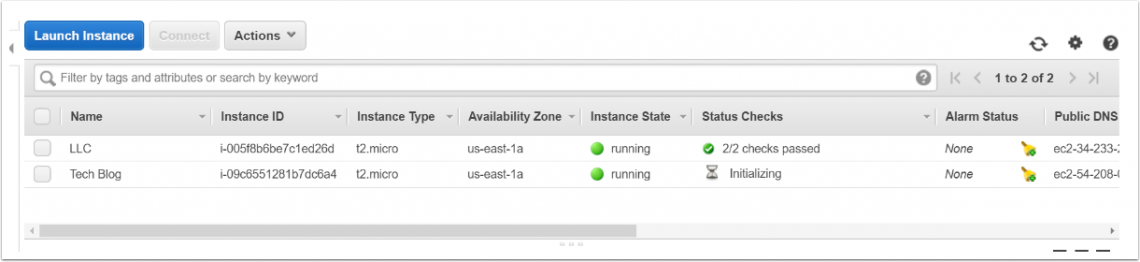 Launch Instance Connect Actions
Filter by tags and attributes or search by keyword 1 to 2 of 2
Name Instance ID Instance Type Availability Zone Instance State Status Checks Alarm Status Public DNS
LLC i-005f8b6be7c1ed26d t2.micro us-east-1a running 2/2 checks passed None ec2-34-233-2
Tech Blog i-09c6551281b7dc6a4 t2.micro us-east-1a running Initializing None ec2-54-208-